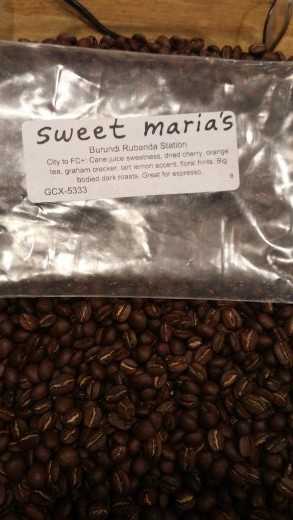 sweet maria's
Burundi Rubanda Station
City to FC+: Cane juice sweetness, dried cherry, orange
tea, graham cracker, tart lemon accent, floral hints. Big
bodied dark roasts. Great for espresso.
GCX-5333